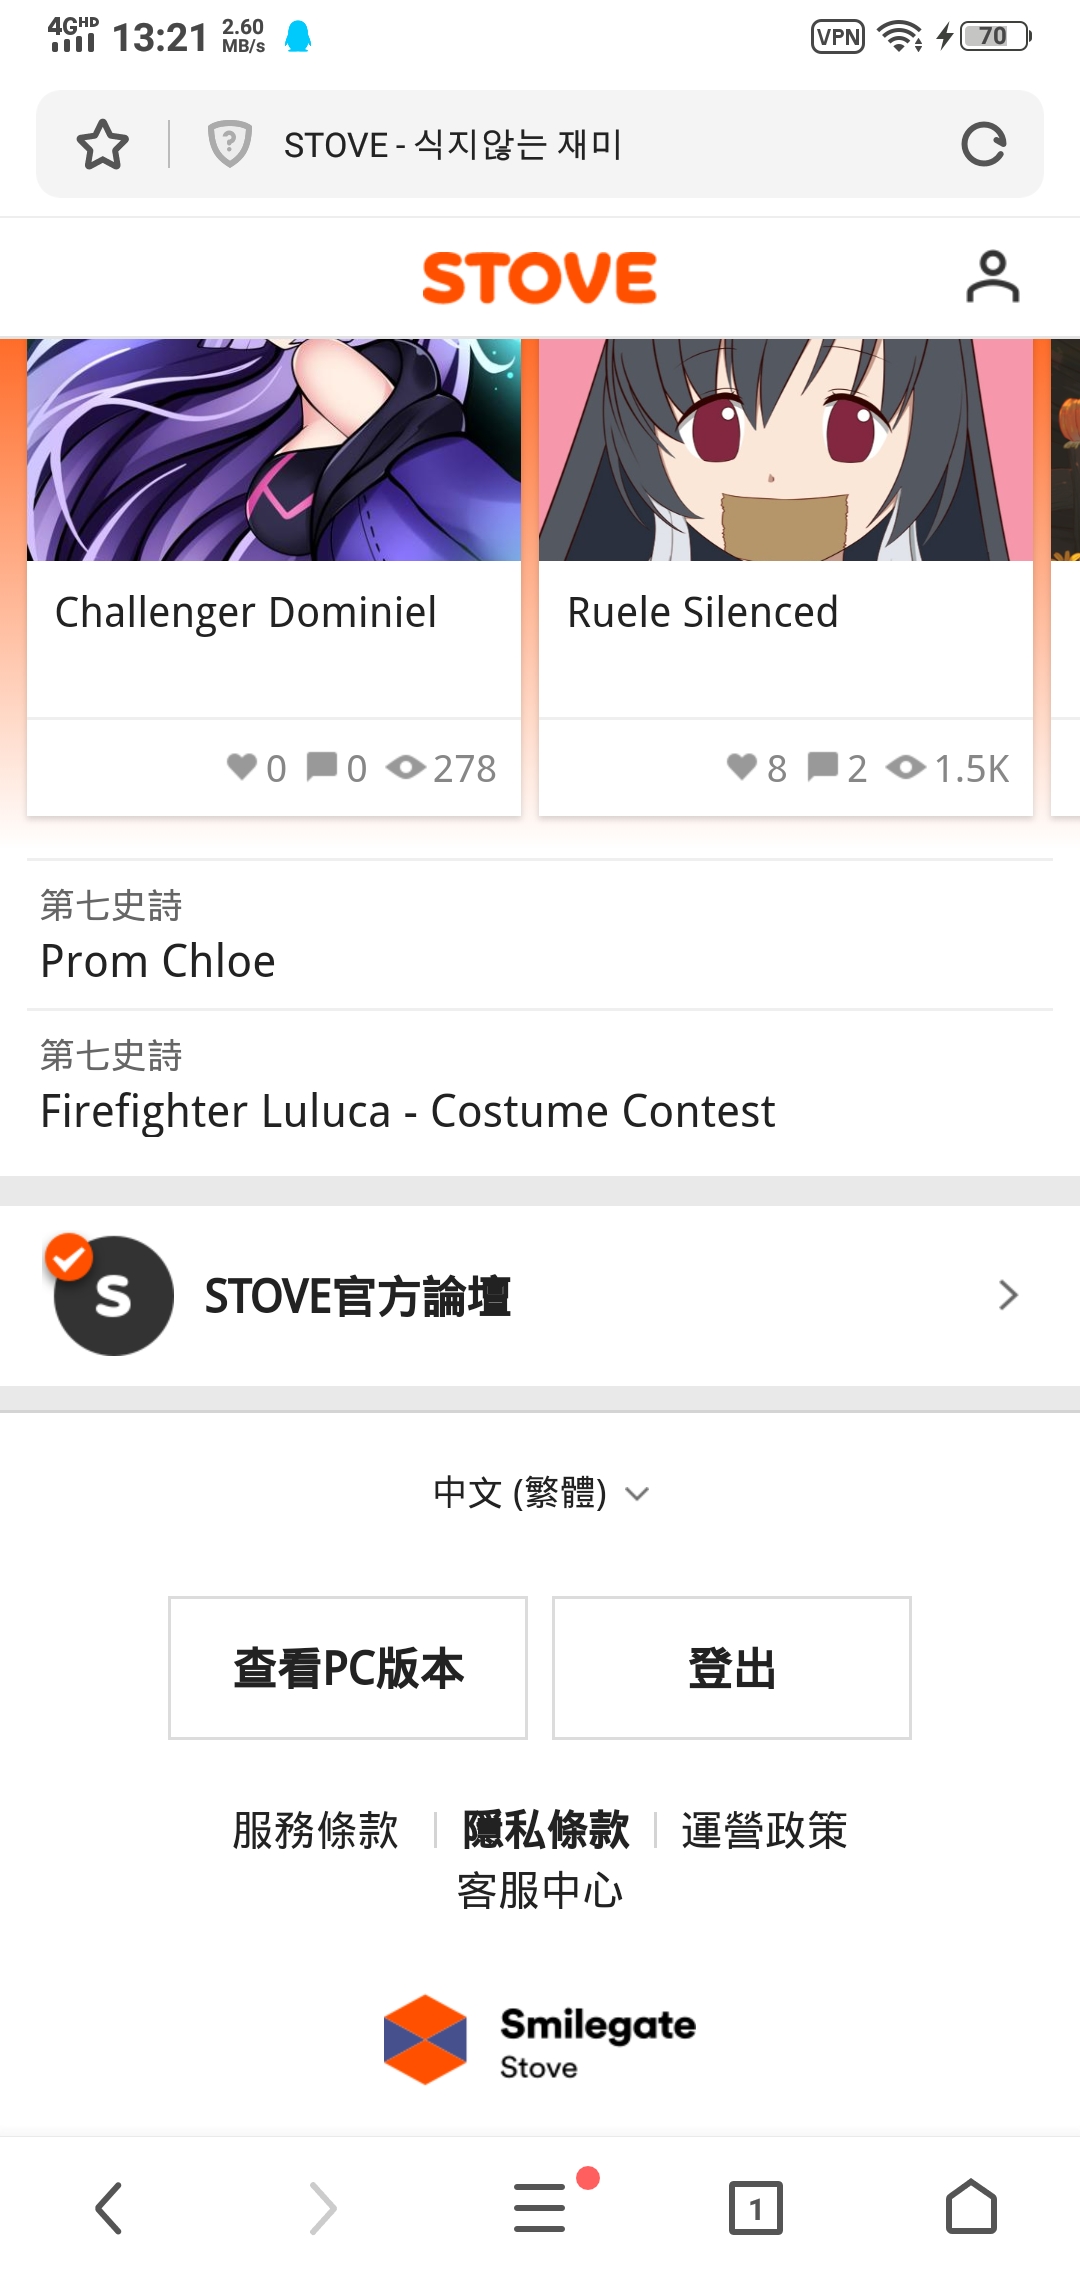 4G HD 13:21 2.60 MB/s VPN 70
STOVE - 식지않는 재미
STOVE
Challenger Dominiel
0 0 278
Ruele Silenced
8 2 1.5K
第七史詩
Prom Chloe
第七史詩
Firefighter Luluca - Costume Contest
S STOVE官方論壇
中文 (繁體)
查看PC版本 登出
服務條款 隱私條款 運營政策
客服中心
Smilegate
Stove
1